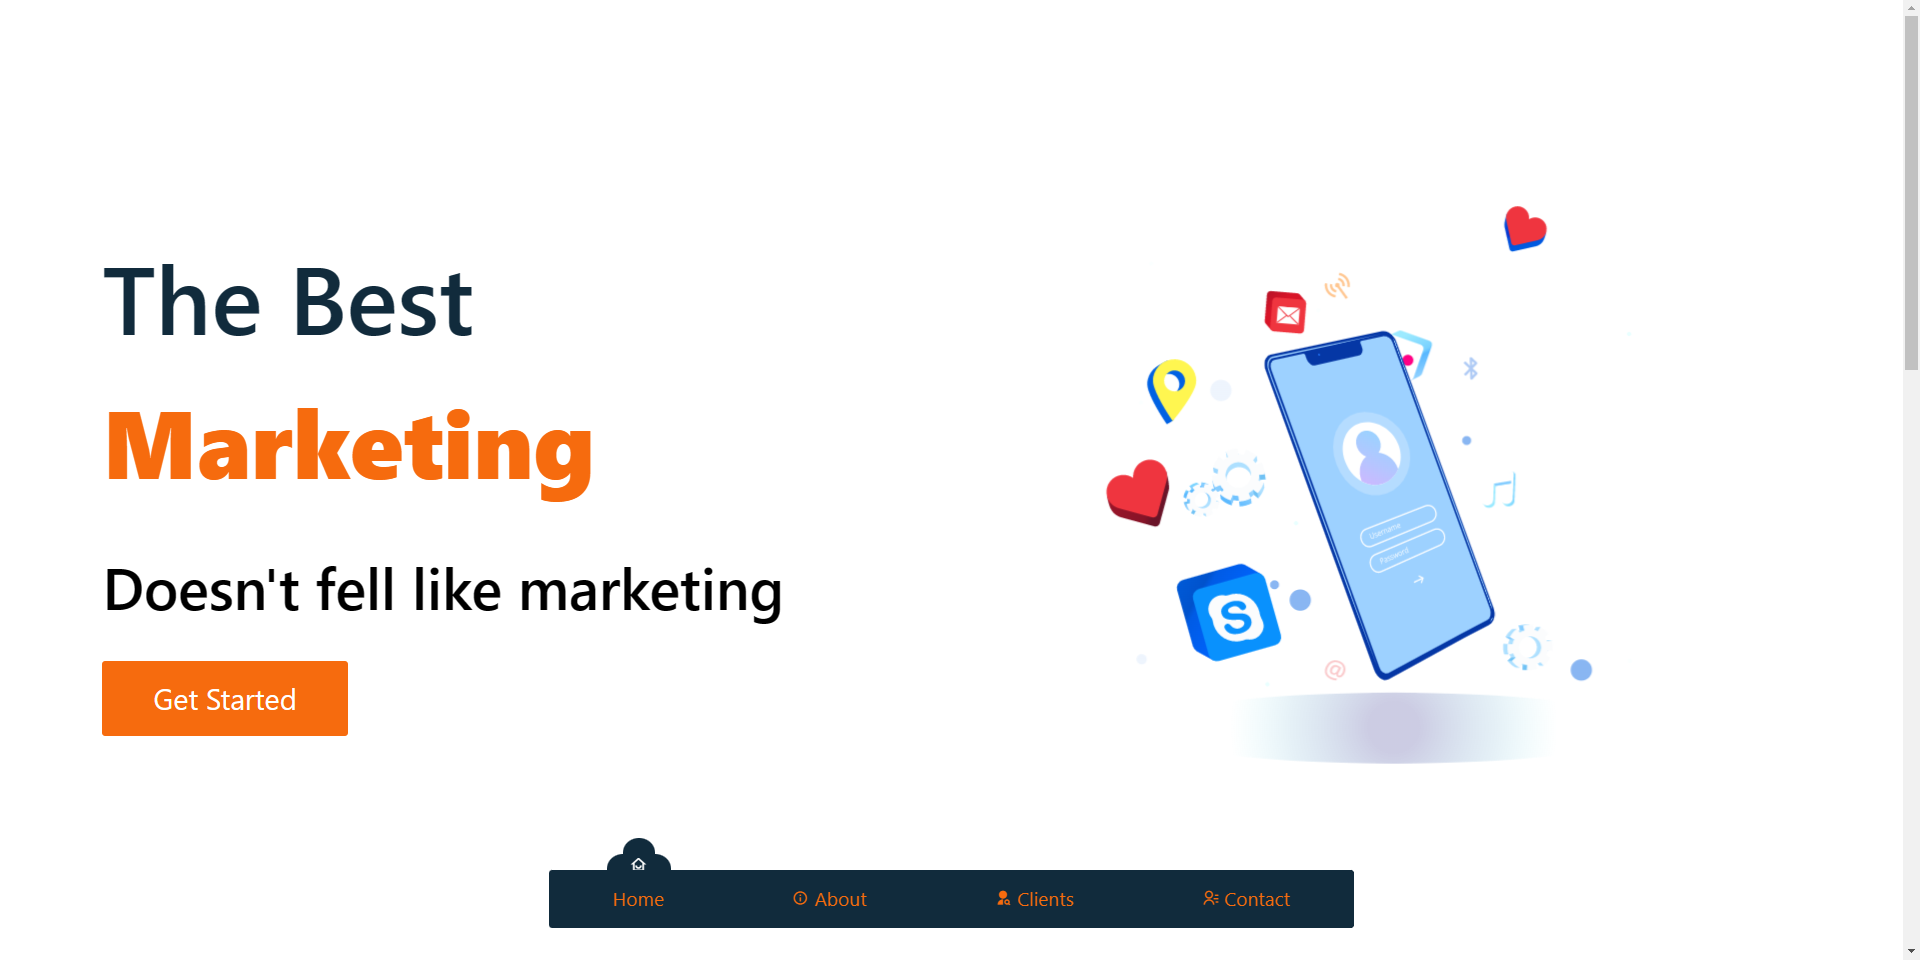 The Best
Marketing
Doesn't fell like marketing
Get Started
Username
Password
@
S
Home
About
Clients
Contact